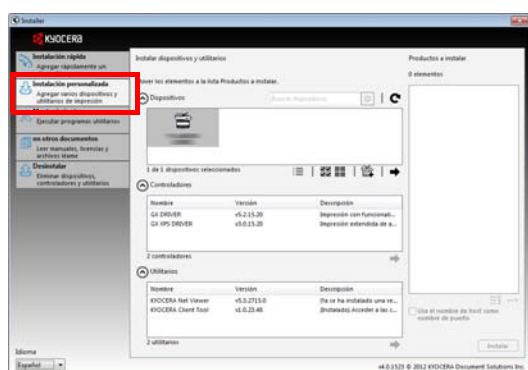 Installer
KYOCERA
Instalación rápida
Agregar rápidamente un
Instalación personalizada
Agregar varios dispositivos y
utilitarios de impresión
Ejecutar programas utilitarios
en otros documentos
Leer manuales, licencias y
archivos léame
Desinstalar
Eliminar dispositivos,
controladores y utilitarios
Idioma
Español
Instalar dispositivos y utilitarios
Mover los elementos a la lista Productos a instalar.
Dispositivos
Buscar dispositivos
1 de 1 dispositivos seleccionados
Controladores
Nombre Versión Descripción
GX DRIVER v5.2.15.20 Impresión con funcionali...
GX XPS DRIVER v3.0.15.20 Impresión extendida de a...
2 controladores
Utilitarios
Nombre Versión Descripción
KYOCERA Net Viewer v5.3.2715.0 (Ya se ha instalado una ve...
KYOCERA Client Tool v1.0.23.48 (Instalado) Acceder a las c...
2 utilitarios
Productos a instalar
0 elementos
Use el nombre de host como
nombre de puerto
Instalar
v4.0.1523 © 2012 KYOCERA Document Solutions Inc.